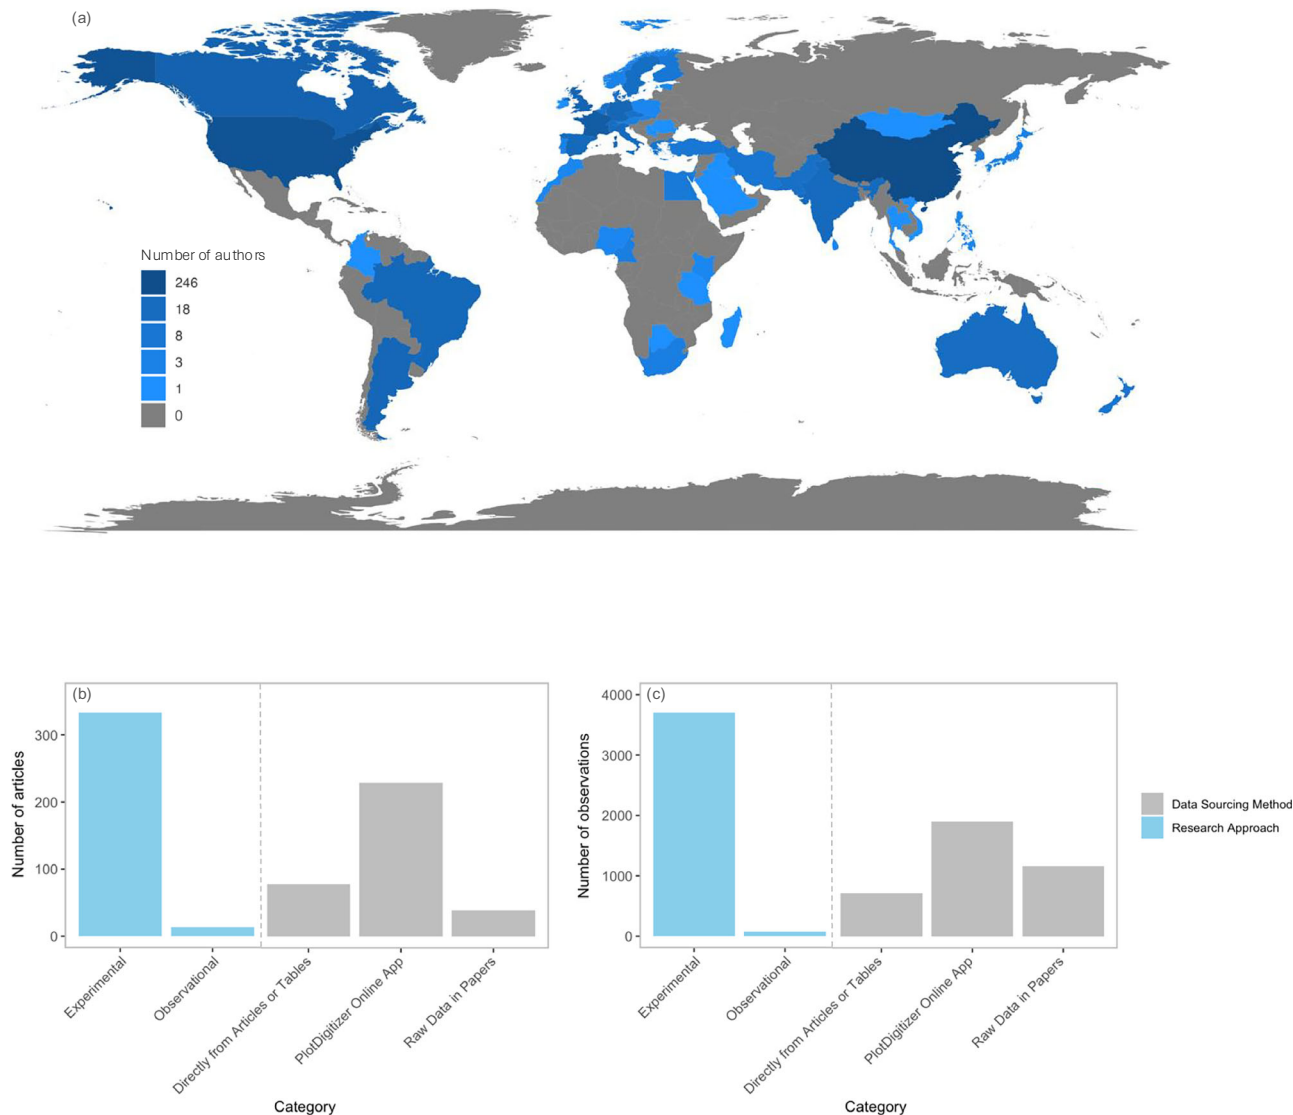 (a)
Number of authors
246
18
8
3
1
0
(b)
Number of articles
300
200
100
0
Experimental
Observational
Directly from Articles or Tables
PlotDigitizer Online App
Raw Data in Papers
Category
(c)
Number of observations
4000
3000
2000
1000
0
Experimental
Observational
Directly from Articles or Tables
PlotDigitizer Online App
Raw Data in Papers
Category
Data Sourcing Method
Research Approach